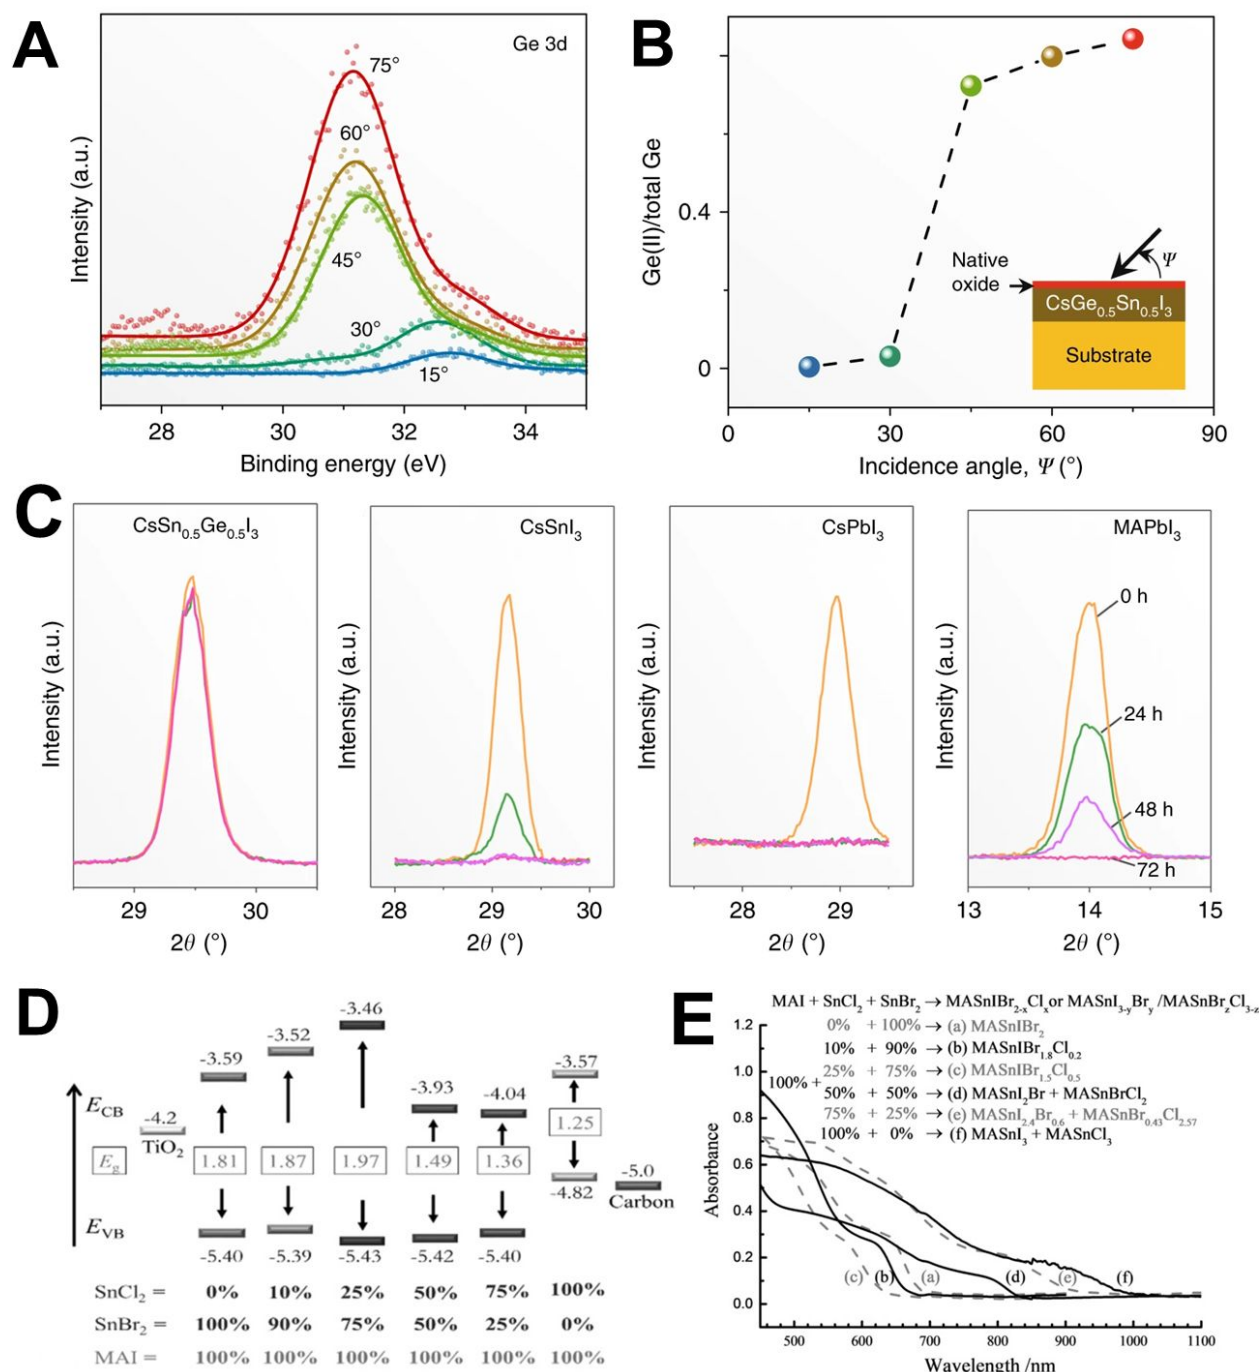 A
Ge 3d
75°
60°
45°
30°
15°
Intensity (a.u.)
28 30 32 34
Binding energy (eV)
B
Ge(II)/total Ge
0.4
0
Native
oxide
Ψ
CsGe0.5Sn0.5I3
Substrate
0 30 60 90
Incidence angle, Ψ (°)
C
CsSn0.5Ge0.5I3
Intensity (a.u.)
29 30
2θ (°)
CsSnI3
Intensity (a.u.)
28 29 30
2θ (°)
CsPbI3
Intensity (a.u.)
28 29
2θ (°)
MAPbI3
0 h
24 h
48 h
72 h
Intensity (a.u.)
13 14 15
2θ (°)
D
-3.59 -3.52 -3.46 -3.93 -4.04 -3.57
ECB
-4.2
TiO2
Eg
1.81 1.87 1.97 1.49 1.36 1.25
-4.82
-5.0
Carbon
EVB
-5.40 -5.39 -5.43 -5.42 -5.40
SnCl2 = 0% 10% 25% 50% 75% 100%
SnBr2 = 100% 90% 75% 50% 25% 0%
MAI = 100% 100% 100% 100% 100% 100%
E
MAI + SnCl2 + SnBr2 → MASnIBr2-xClx or MASnI3-yBry /MASnBrzCl3-z
0% + 100% → (a) MASnIBr2
10% + 90% → (b) MASnIBr1.8Cl0.2
100% + 25% + 75% → (c) MASnIBr1.5Cl0.5
50% + 50% → (d) MASnI2Br + MASnBrCl2
75% + 25% → (e) MASnI2.4Br0.6 + MASnBr0.43Cl2.57
100% + 0% → (f) MASnI3 + MASnCl3
Absorbance
1.2
1.0
0.8
0.6
0.4
0.2
0.0
(c) (b) (a) (d) (e) (f)
500 600 700 800 900 1000 1100
Wavelength /nm